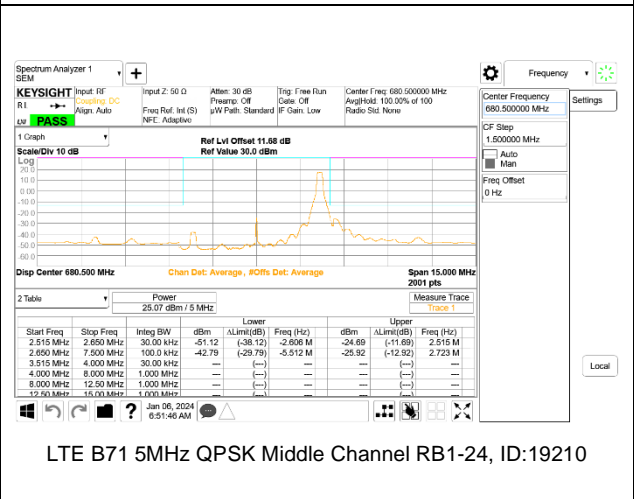 Spectrum Analyzer 1
SEM
+
Frequency
KEYSIGHT
Input: RF
Coupling: DC
Align: Auto
Input Z: 50 Ω
Freq Ref: Int (S)
NFE: Adaptive
Atten: 30 dB
Preamp: Off
µW Path: Standard
Trig: Free Run
Gate: Off
IF Gain: Low
Center Freq: 680.500000 MHz
Avg|Hold: 100.00% of 100
Radio Std: None
PASS
Center Frequency
680.500000 MHz
Settings
CF Step
1.500000 MHz
Auto
Man
Freq Offset
0 Hz
1 Graph
Scale/Div 10 dB
Ref Lvl Offset 11.68 dB
Ref Value 30.0 dBm
Log
20.0
10.0
0.00
-10.0
-20.0
-30.0
-40.0
-50.0
-60.0
Disp Center 680.500 MHz
Chan Det: Average, #Offs Det: Average
Span 15.000 MHz
2001 pts
2 Table
Power
25.07 dBm / 5 MHz
Measure Trace
Trace 1
Lower Upper
Start Freq Stop Freq Integ BW dBm ΔLimit(dB) Freq (Hz) dBm ΔLimit(dB) Freq (Hz)
2.515 MHz 2.650 MHz 30.00 kHz -51.12 (-38.12) -2.606 M -24.69 (-11.69) 2.515 M
2.650 MHz 7.500 MHz 100.0 kHz -42.79 (-29.79) -5.512 M -25.92 (-12.92) 2.723 M
3.515 MHz 4.000 MHz 30.00 kHz --- (---) --- --- (---) ---
4.000 MHz 8.000 MHz 1.000 MHz --- (---) --- --- (---) ---
8.000 MHz 12.50 MHz 1.000 MHz --- (---) --- --- (---) ---
12.50 MHz 15.00 MHz 1.000 MHz --- (---) --- --- (---) ---
Local
?
Jan 06, 2024
6:51:46 AM
LTE B71 5MHz QPSK Middle Channel RB1-24, ID:19210